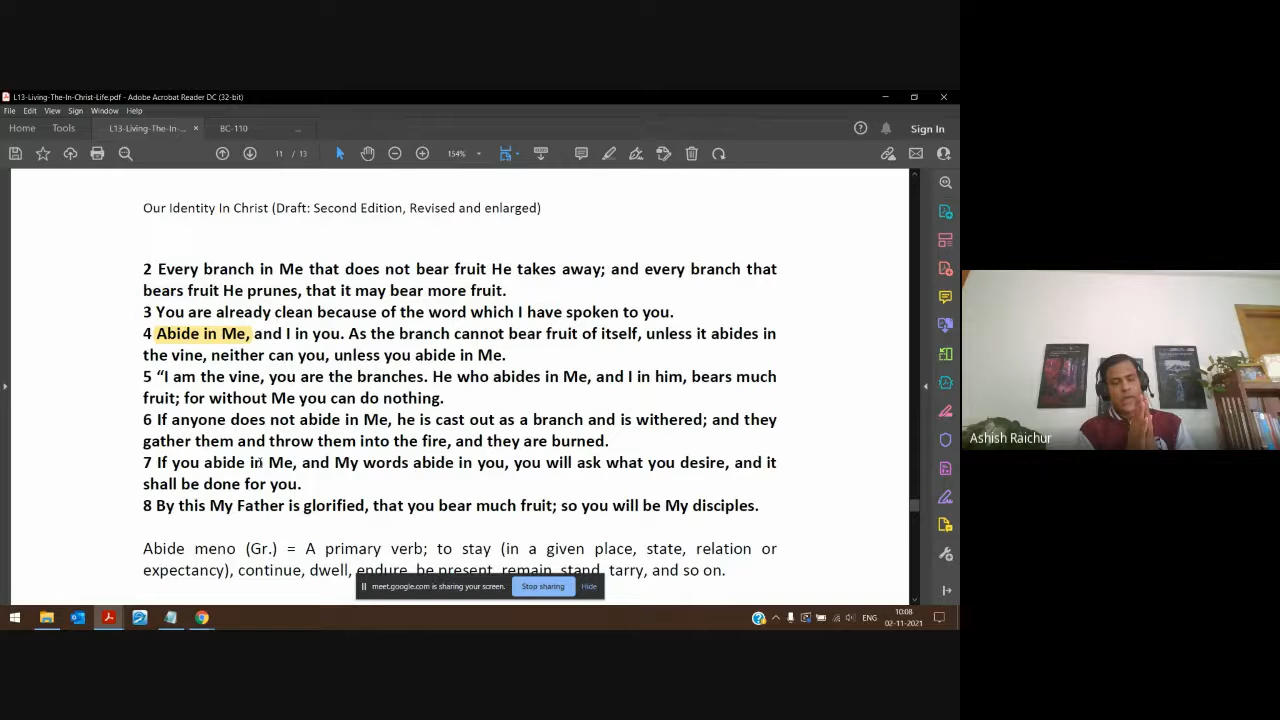 L13-Living-The-In-Christ-Life.pdf - Adobe Acrobat Reader DC (32-bit)
File Edit View Sign Window Help
Home Tools L13-Living-The-In-... × BC-110 ... Sign In
11 / 13 154%
Our Identity In Christ (Draft: Second Edition, Revised and enlarged)
2 Every branch in Me that does not bear fruit He takes away; and every branch that
bears fruit He prunes, that it may bear more fruit.
3 You are already clean because of the word which I have spoken to you.
4 Abide in Me, and I in you. As the branch cannot bear fruit of itself, unless it abides in
the vine, neither can you, unless you abide in Me.
5 “I am the vine, you are the branches. He who abides in Me, and I in him, bears much
fruit; for without Me you can do nothing.
6 If anyone does not abide in Me, he is cast out as a branch and is withered; and they
gather them and throw them into the fire, and they are burned.
7 If you abide in Me, and My words abide in you, you will ask what you desire, and it
shall be done for you.
8 By this My Father is glorified, that you bear much fruit; so you will be My disciples.
Abide meno (Gr.) = A primary verb; to stay (in a given place, state, relation or
expectancy), continue, dwell, endure, be present, remain, stand, tarry, and so on.
meet.google.com is sharing your screen. Stop sharing Hide
Ashish Raichur
ENG
10:08
02-11-2021